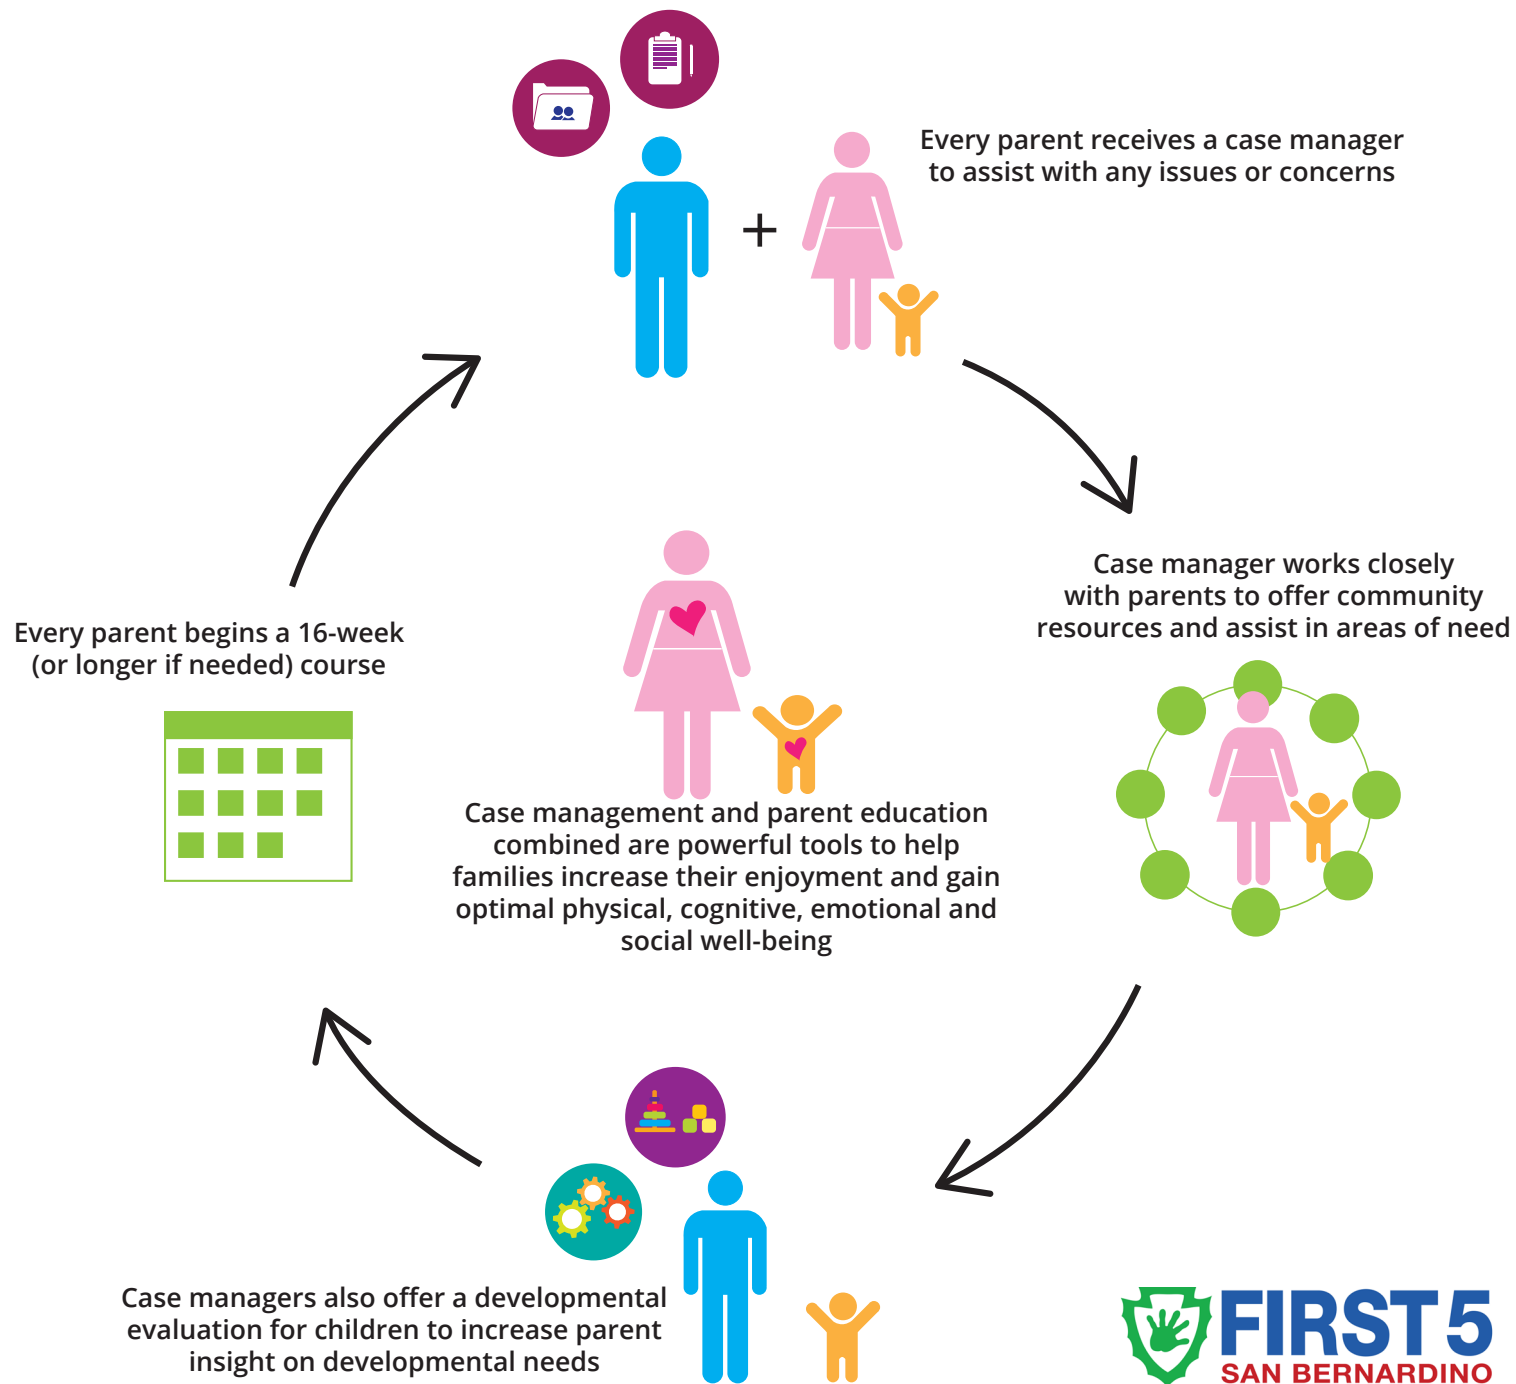 Every parent receives a case manager
to assist with any issues or concerns
+
Case manager works closely
with parents to offer community
resources and assist in areas of need
Every parent begins a 16-week
(or longer if needed) course
Case management and parent education
combined are powerful tools to help
families increase their enjoyment and gain
optimal physical, cognitive, emotional and
social well-being
Case managers also offer a developmental
evaluation for children to increase parent
insight on developmental needs
FIRST 5
SAN BERNARDINO